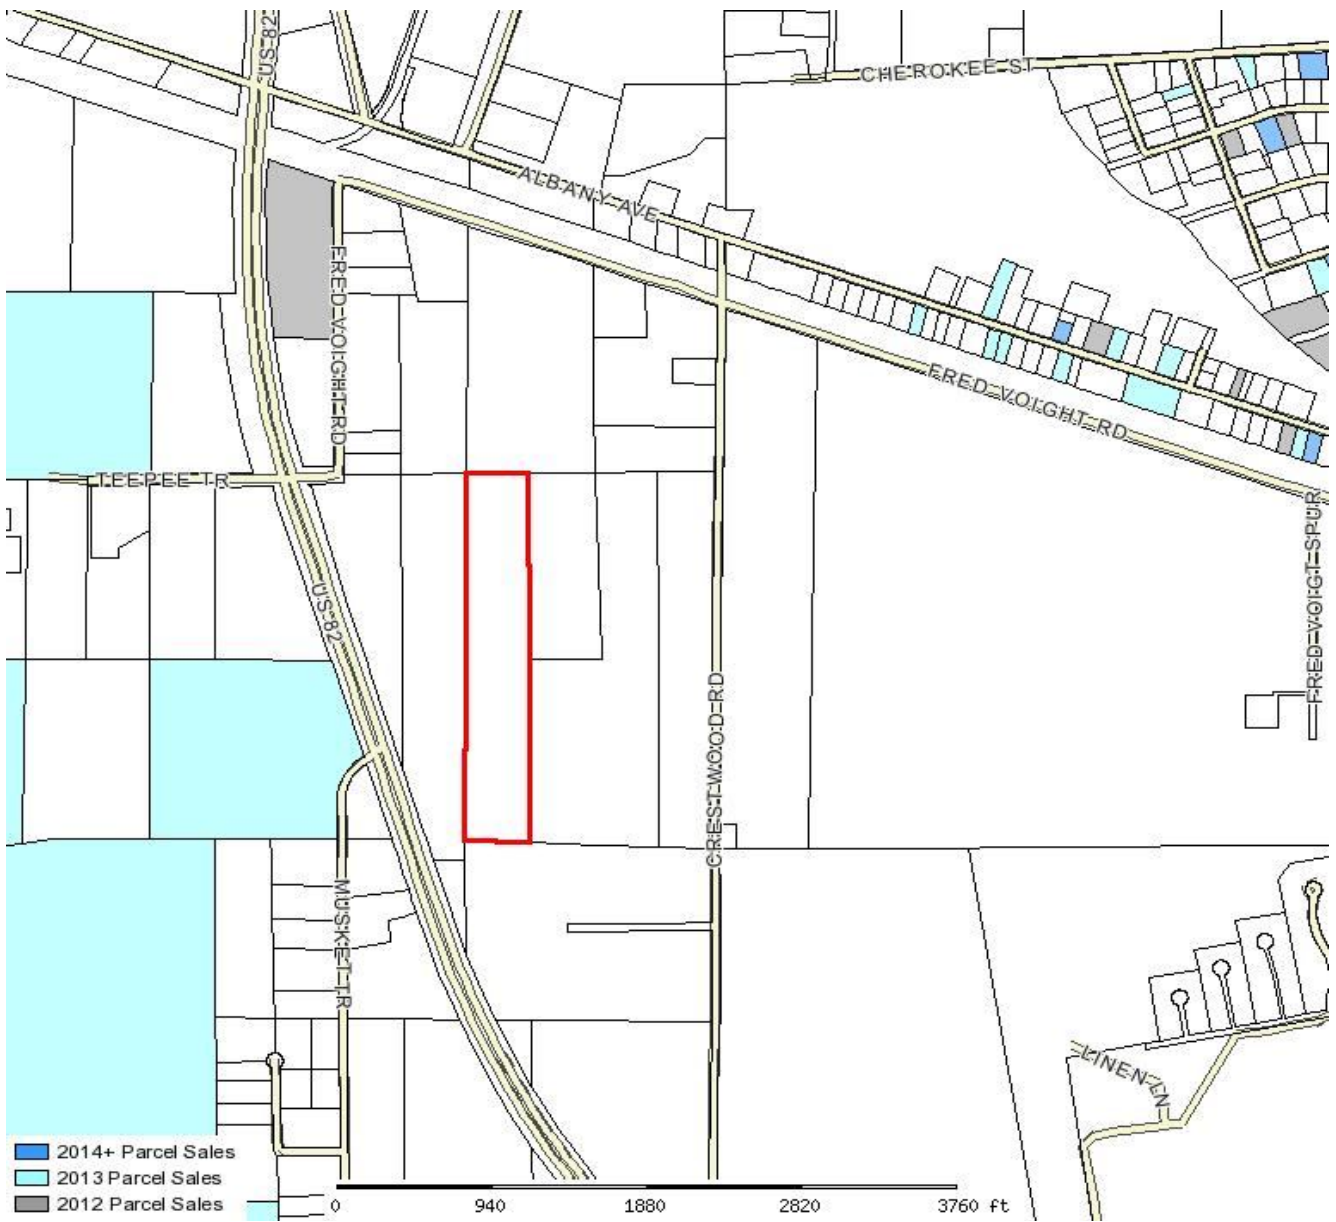 US 82
CHEROKEE ST
ALBANY AVE
FRED VOIGHT RD
FRED VOIGHT RD
TEEPEE TR
FRED VOIGT SPUR
US 82
CRESTWOOD RD
MUSKET TR
LINEN LN
2014+ Parcel Sales
2013 Parcel Sales
2012 Parcel Sales
0 940 1880 2820 3760 ft